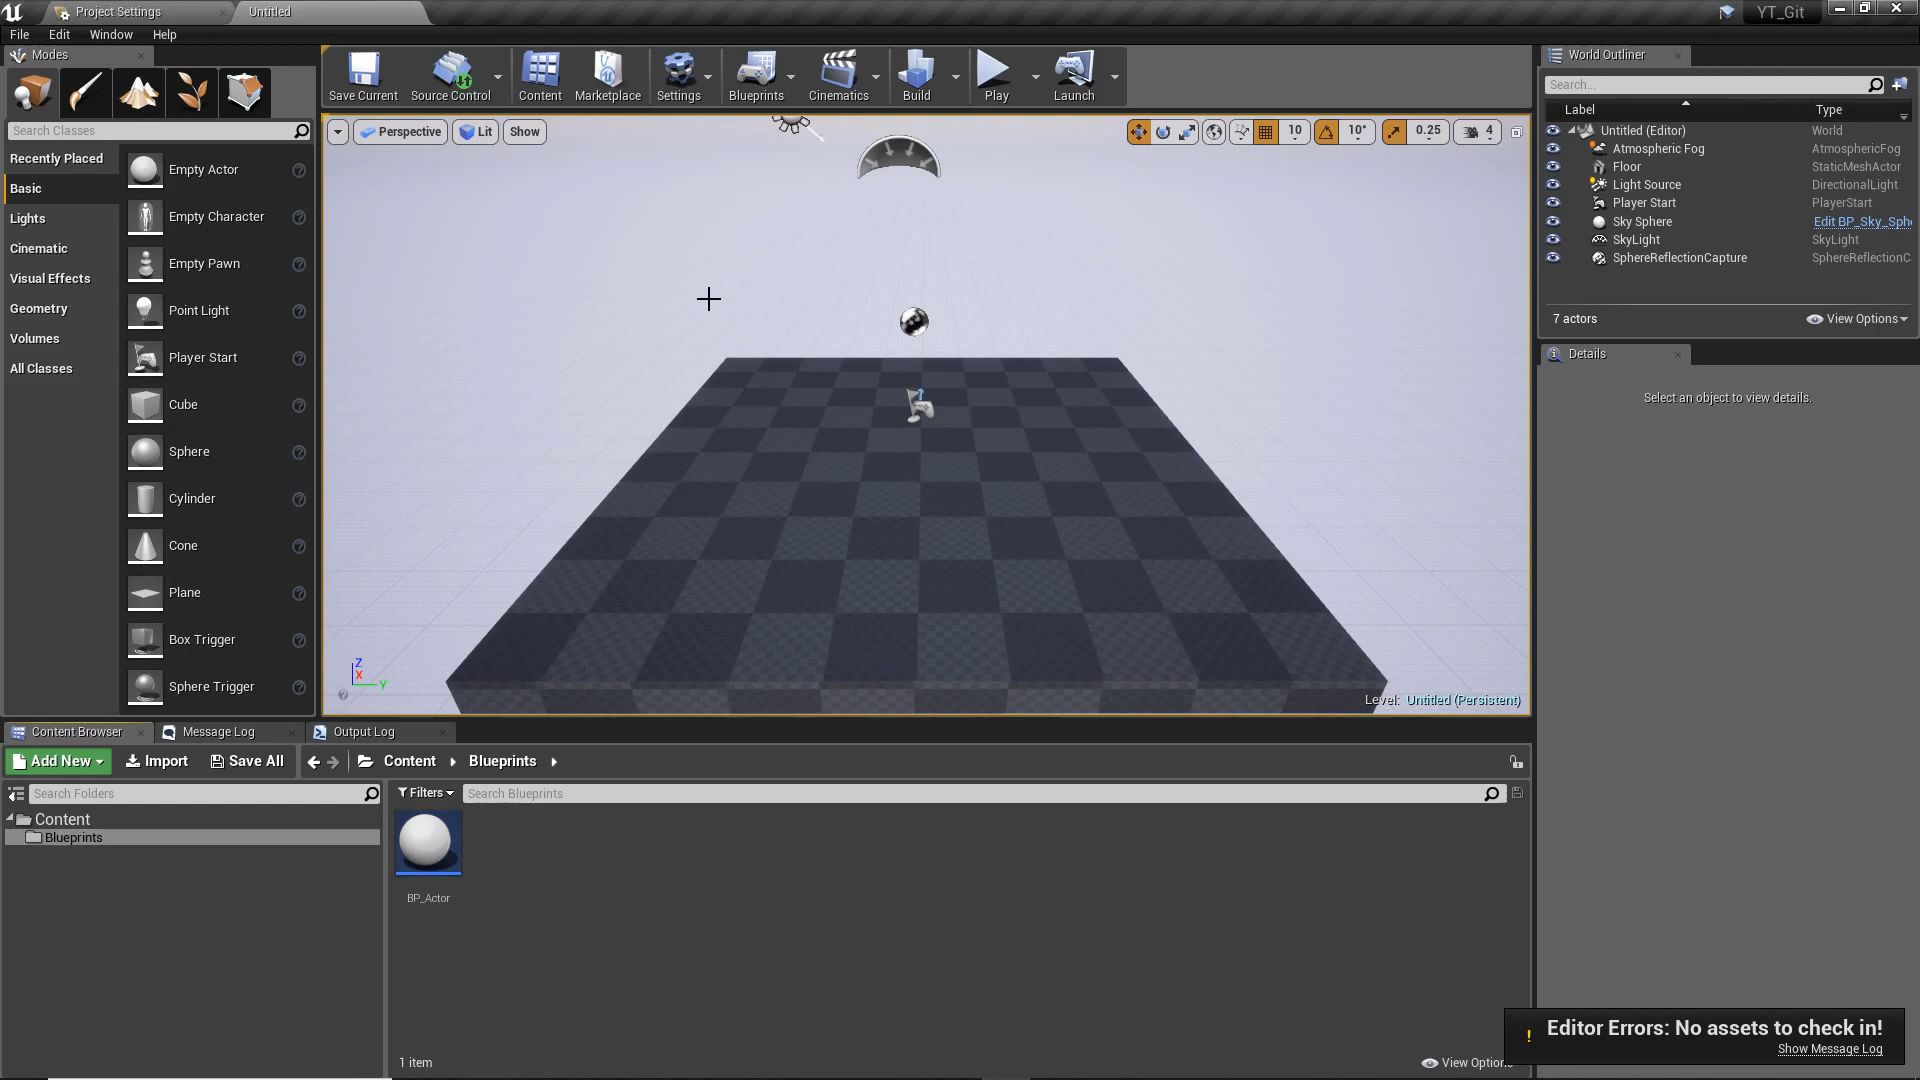 Project Settings
Untitled
YT_Git
File Edit Window Help
Modes
Save Current
Source Control
Content
Marketplace
Settings
Blueprints
Cinematics
Build
Play
Launch
Search Classes
Recently Placed
Basic
Lights
Cinematic
Visual Effects
Geometry
Volumes
All Classes
Empty Actor
Empty Character
Empty Pawn
Point Light
Player Start
Cube
Sphere
Cylinder
Cone
Plane
Box Trigger
Sphere Trigger
Perspective
Lit
Show
10
10°
0.25
4
Z
X
Y
Level: Untitled (Persistent)
World Outliner
Search...
Label Type
Untitled (Editor) World
Atmospheric Fog AtmosphericFog
Floor StaticMeshActor
Light Source DirectionalLight
Player Start PlayerStart
Sky Sphere Edit BP_Sky_Sph
SkyLight SkyLight
SphereReflectionCapture SphereReflectionC
7 actors
View Options
Details
Select an object to view details.
Content Browser
Message Log
Output Log
Add New
Import
Save All
Content
Blueprints
Search Folders
Content
Blueprints
Filters
Search Blueprints
BP_Actor
1 item
View Option
Editor Errors: No assets to check in!
Show Message Log